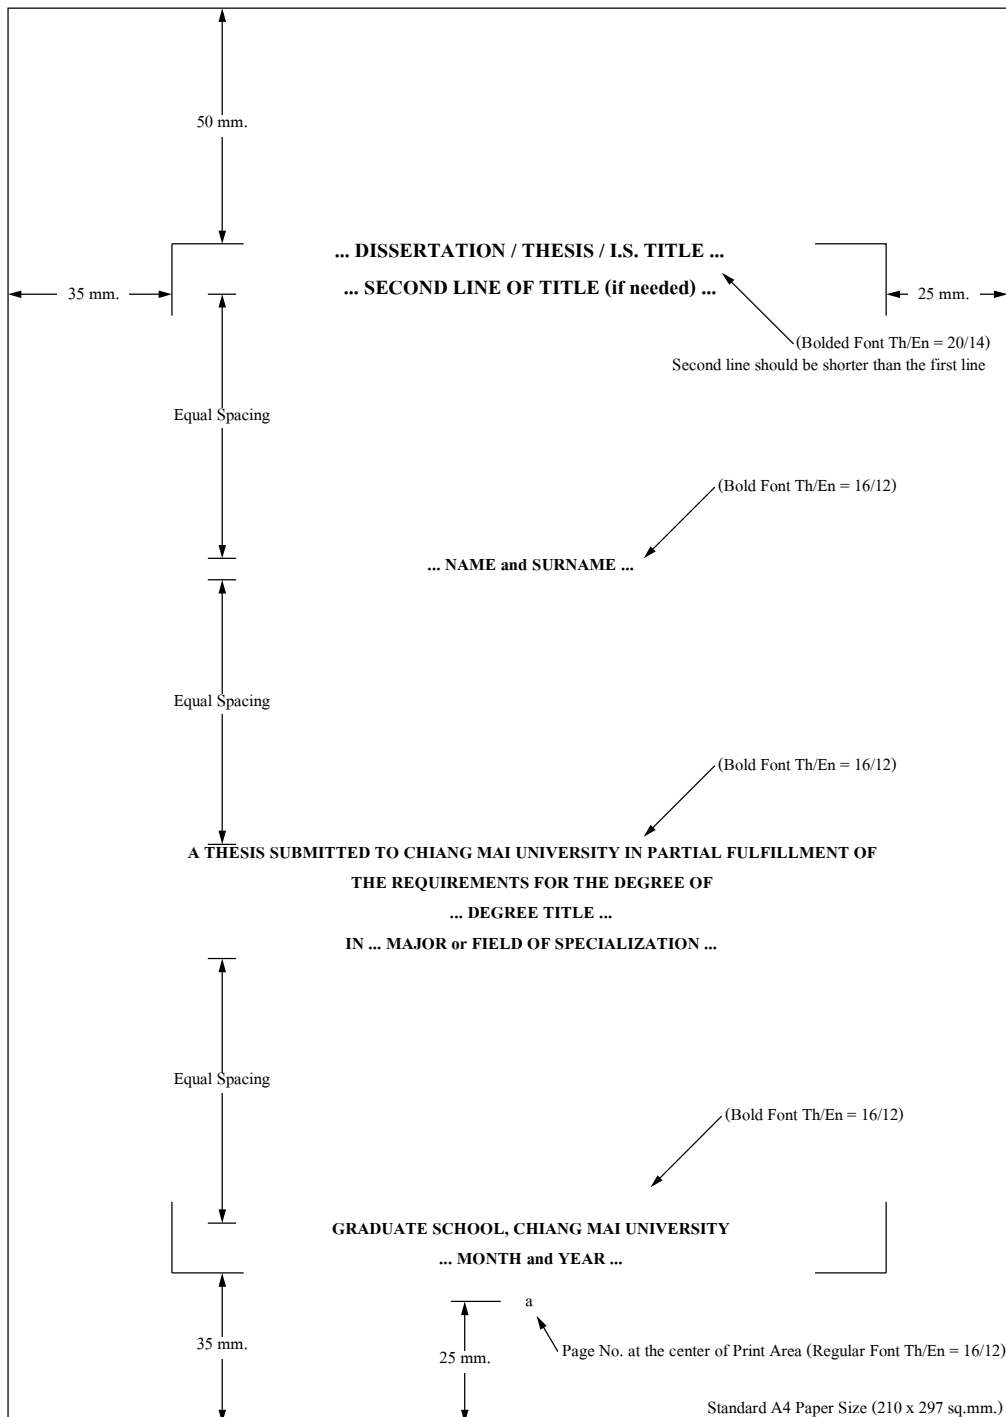 50 mm.
... DISSERTATION / THESIS / I.S. TITLE ...
35 mm.
... SECOND LINE OF TITLE (if needed) ...
25 mm.
(Bolded Font Th/En = 20/14)
Second line should be shorter than the first line
Equal Spacing
(Bold Font Th/En = 16/12)
... NAME and SURNAME ...
Equal Spacing
(Bold Font Th/En = 16/12)
A THESIS SUBMITTED TO CHIANG MAI UNIVERSITY IN PARTIAL FULFILLMENT OF
THE REQUIREMENTS FOR THE DEGREE OF
... DEGREE TITLE ...
IN ... MAJOR or FIELD OF SPECIALIZATION ...
Equal Spacing
(Bold Font Th/En = 16/12)
GRADUATE SCHOOL, CHIANG MAI UNIVERSITY
... MONTH and YEAR ...
a
35 mm.
25 mm.
Page No. at the center of Print Area (Regular Font Th/En = 16/12)
Standard A4 Paper Size (210 x 297 sq.mm.)